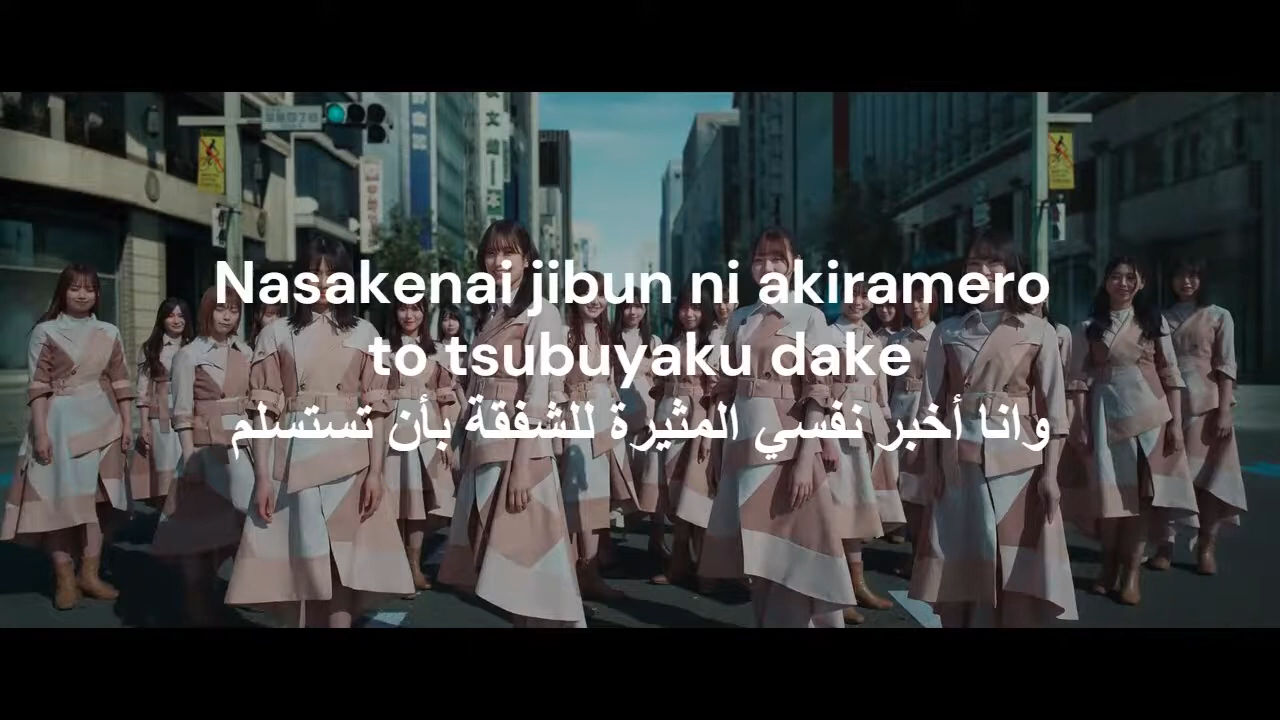 Nasakenai jibun ni akiramero
to tsubuyaku dake
وانا أخبر نفسي المثيرة للشفقة بأن تستسلم